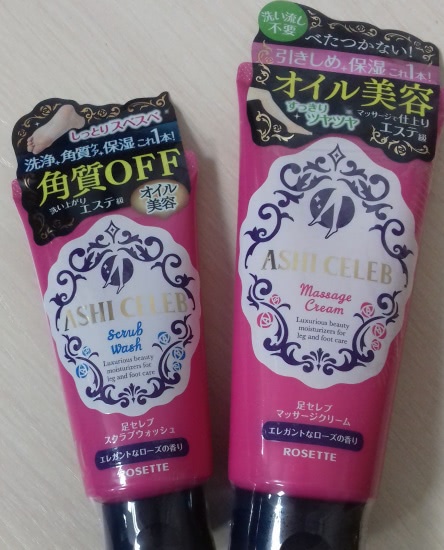 しっとりスベスベ
洗浄+角質ケア+保湿 これ1本!
角質OFF
洗い上がりエステ級
オイル
美容
ASHI CELEB
Scrub
Wash
Luxurious beauty
moisturizers for
leg and foot care
足セレブ
スクラブウォッシュ
エレガントなローズの香り
ROSETTE
洗い流し
不要
べたつかない!
引きしめ+保湿 これ1本!
オイル美容
すっきり
ツヤツヤ
マッサージで仕上り
エステ級
ASHI CELEB
Massage
Cream
Luxurious beauty
moisturizers for
leg and foot care
足セレブ
マッサージクリーム
エレガントなローズの香り
ROSETTE